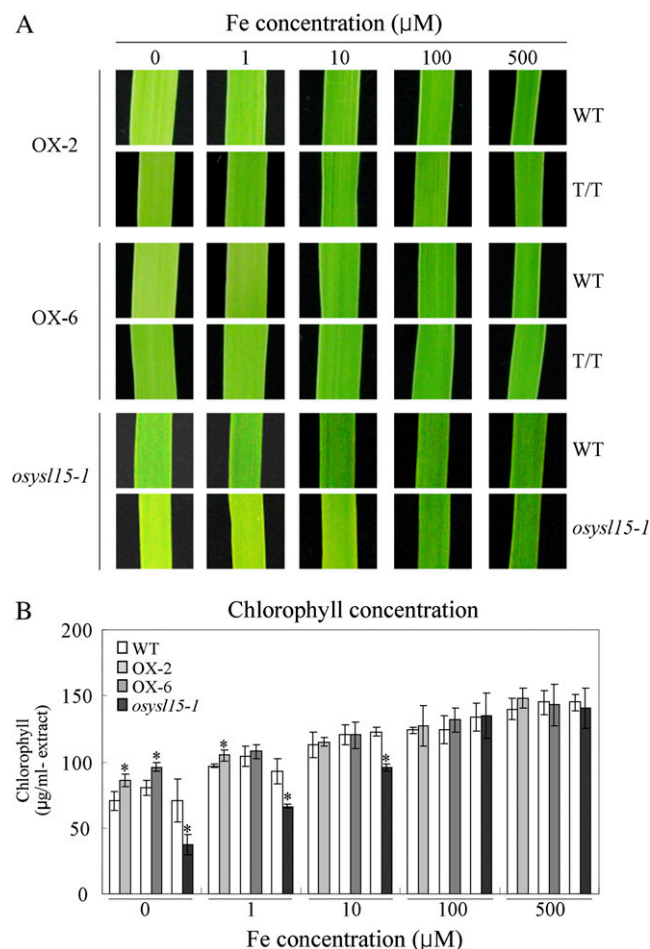 A
Fe concentration (μM)
0 1 10 100 500
OX-2
WT
T/T
OX-6
WT
T/T
osysl15-1
WT
osysl15-1
B
Chlorophyll concentration
Chlorophyll
(μg/ml- extract)
200
150
100
50
0
WT
OX-2
OX-6
osysl15-1
* * *
* *
*
0 1 10 100 500
Fe concentration (μM)